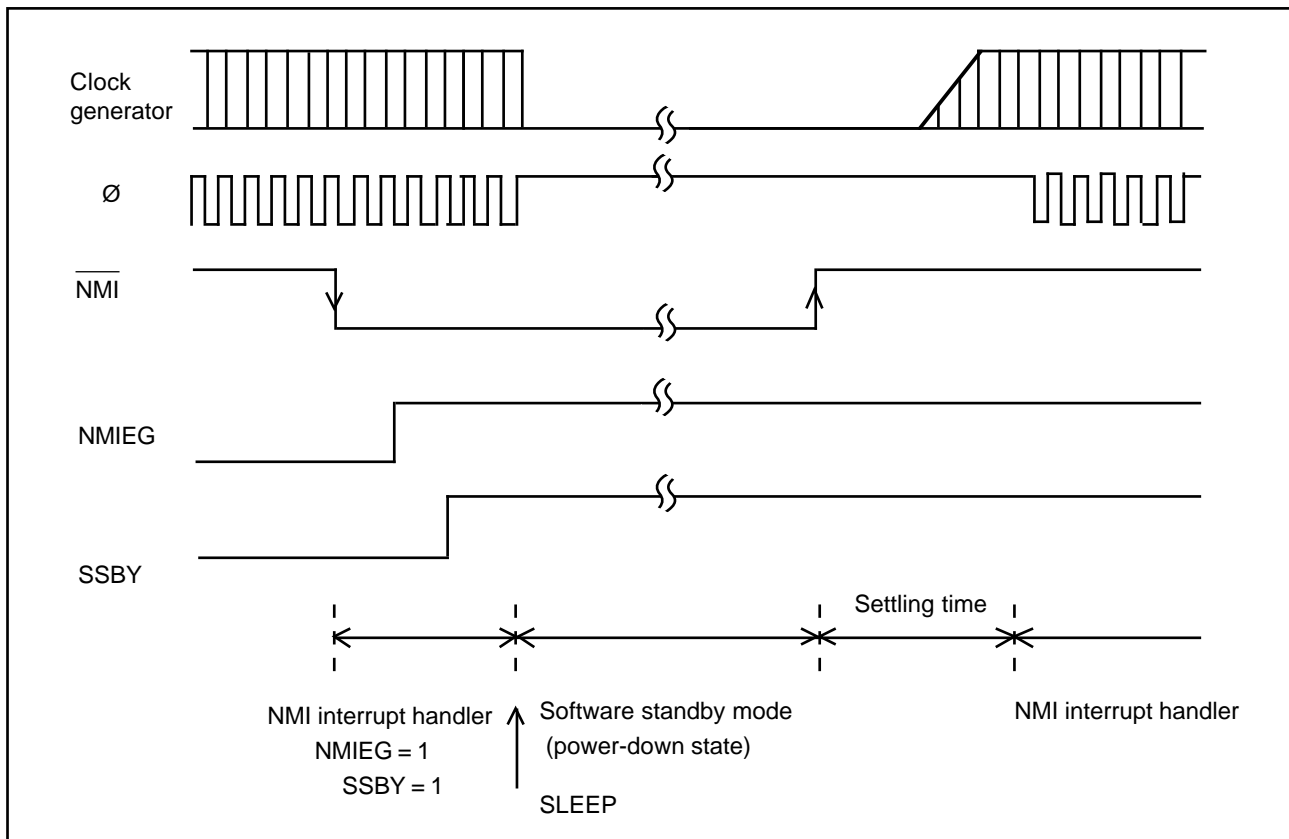 Clock
generator
Ø
NMI
NMIEG
SSBY
Settling time
NMI interrupt handler
NMIEG = 1
SSBY = 1
Software standby mode
(power-down state)
SLEEP
NMI interrupt handler